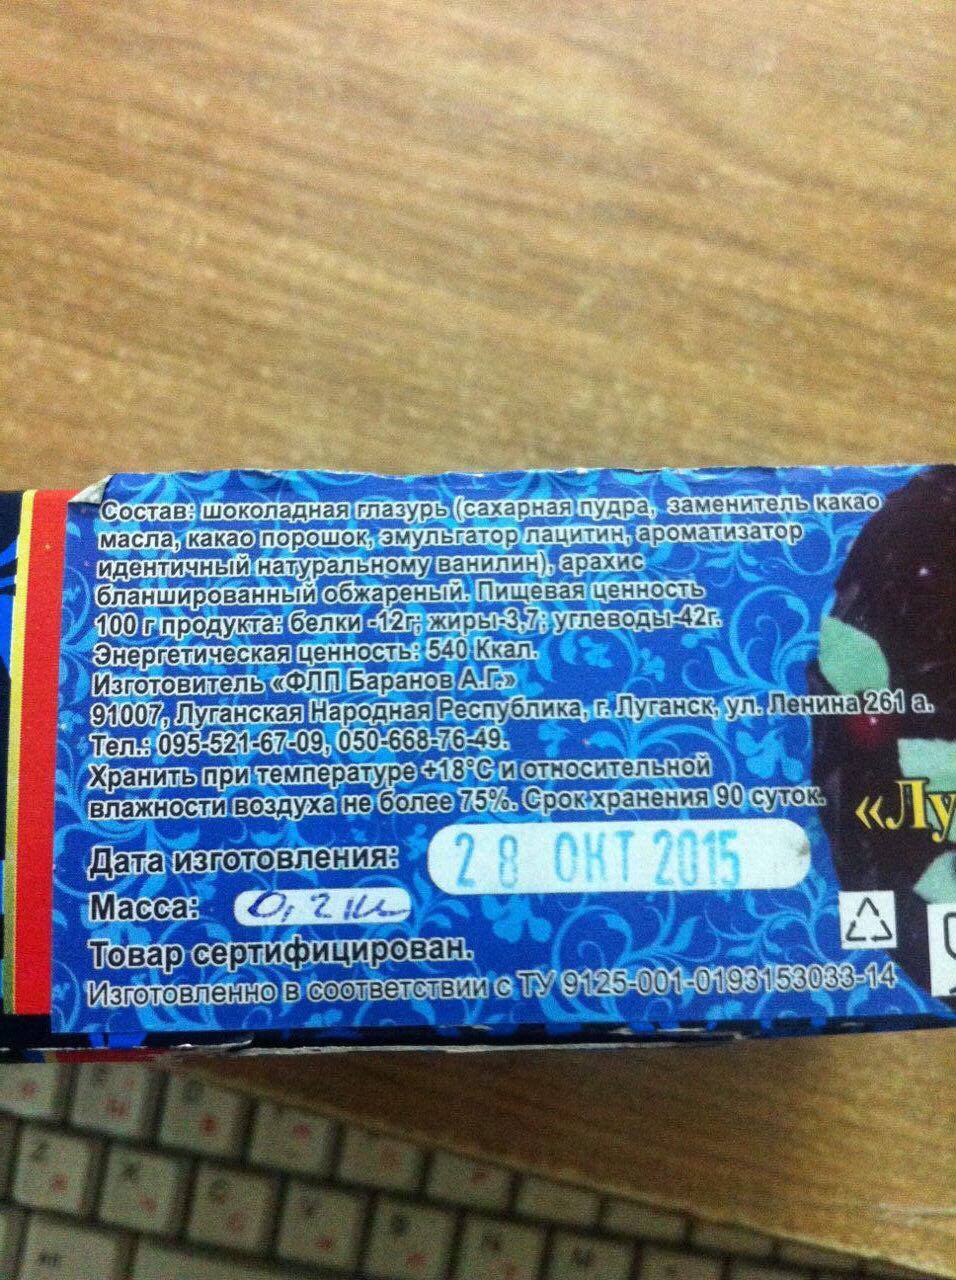 Состав: шоколадная глазурь (сахарная пудра, заменитель какао
масла, какао порошок, эмульгатор лацитин, ароматизатор
идентичный натуральному ванилин), арахис
бланшированный обжареный. Пищевая ценность
100 г продукта: белки -12г; жиры-3,7; углеводы-42г.
Энергетическая ценность: 540 Ккал.
Изготовитель «ФЛП Баранов А.Г.»
91007, Луганская Народная Республика, г. Луганск, ул. Ленина 261 а.
Тел.: 095-521-67-09, 050-668-76-49.
Хранить при температуре +18°С и относительной
влажности воздуха не более 75%. Срок хранения 90 суток.
«Лу
Дата изготовления: 28 ОКТ 2015
Масса: 0,2 кг
Товар сертифицирован.
Изготовленно в соответствии с ТУ 9125-001-0193153033-14